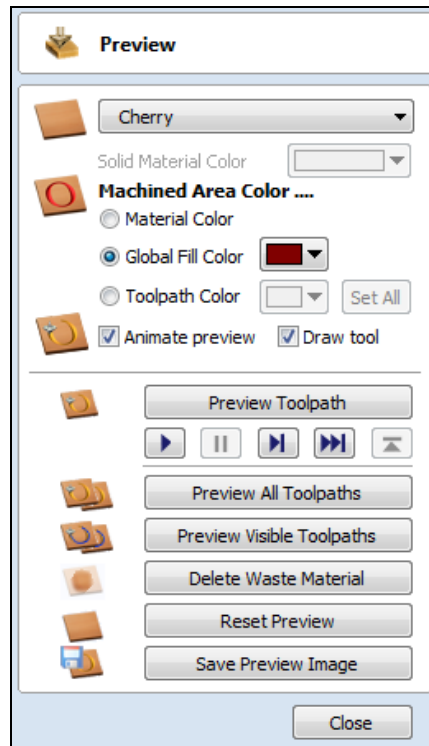 Preview
Cherry
Solid Material Color
Machined Area Color ....
Material Color
Global Fill Color
Toolpath Color
Set All
Animate preview
Draw tool
Preview Toolpath
Preview All Toolpaths
Preview Visible Toolpaths
Delete Waste Material
Reset Preview
Save Preview Image
Close